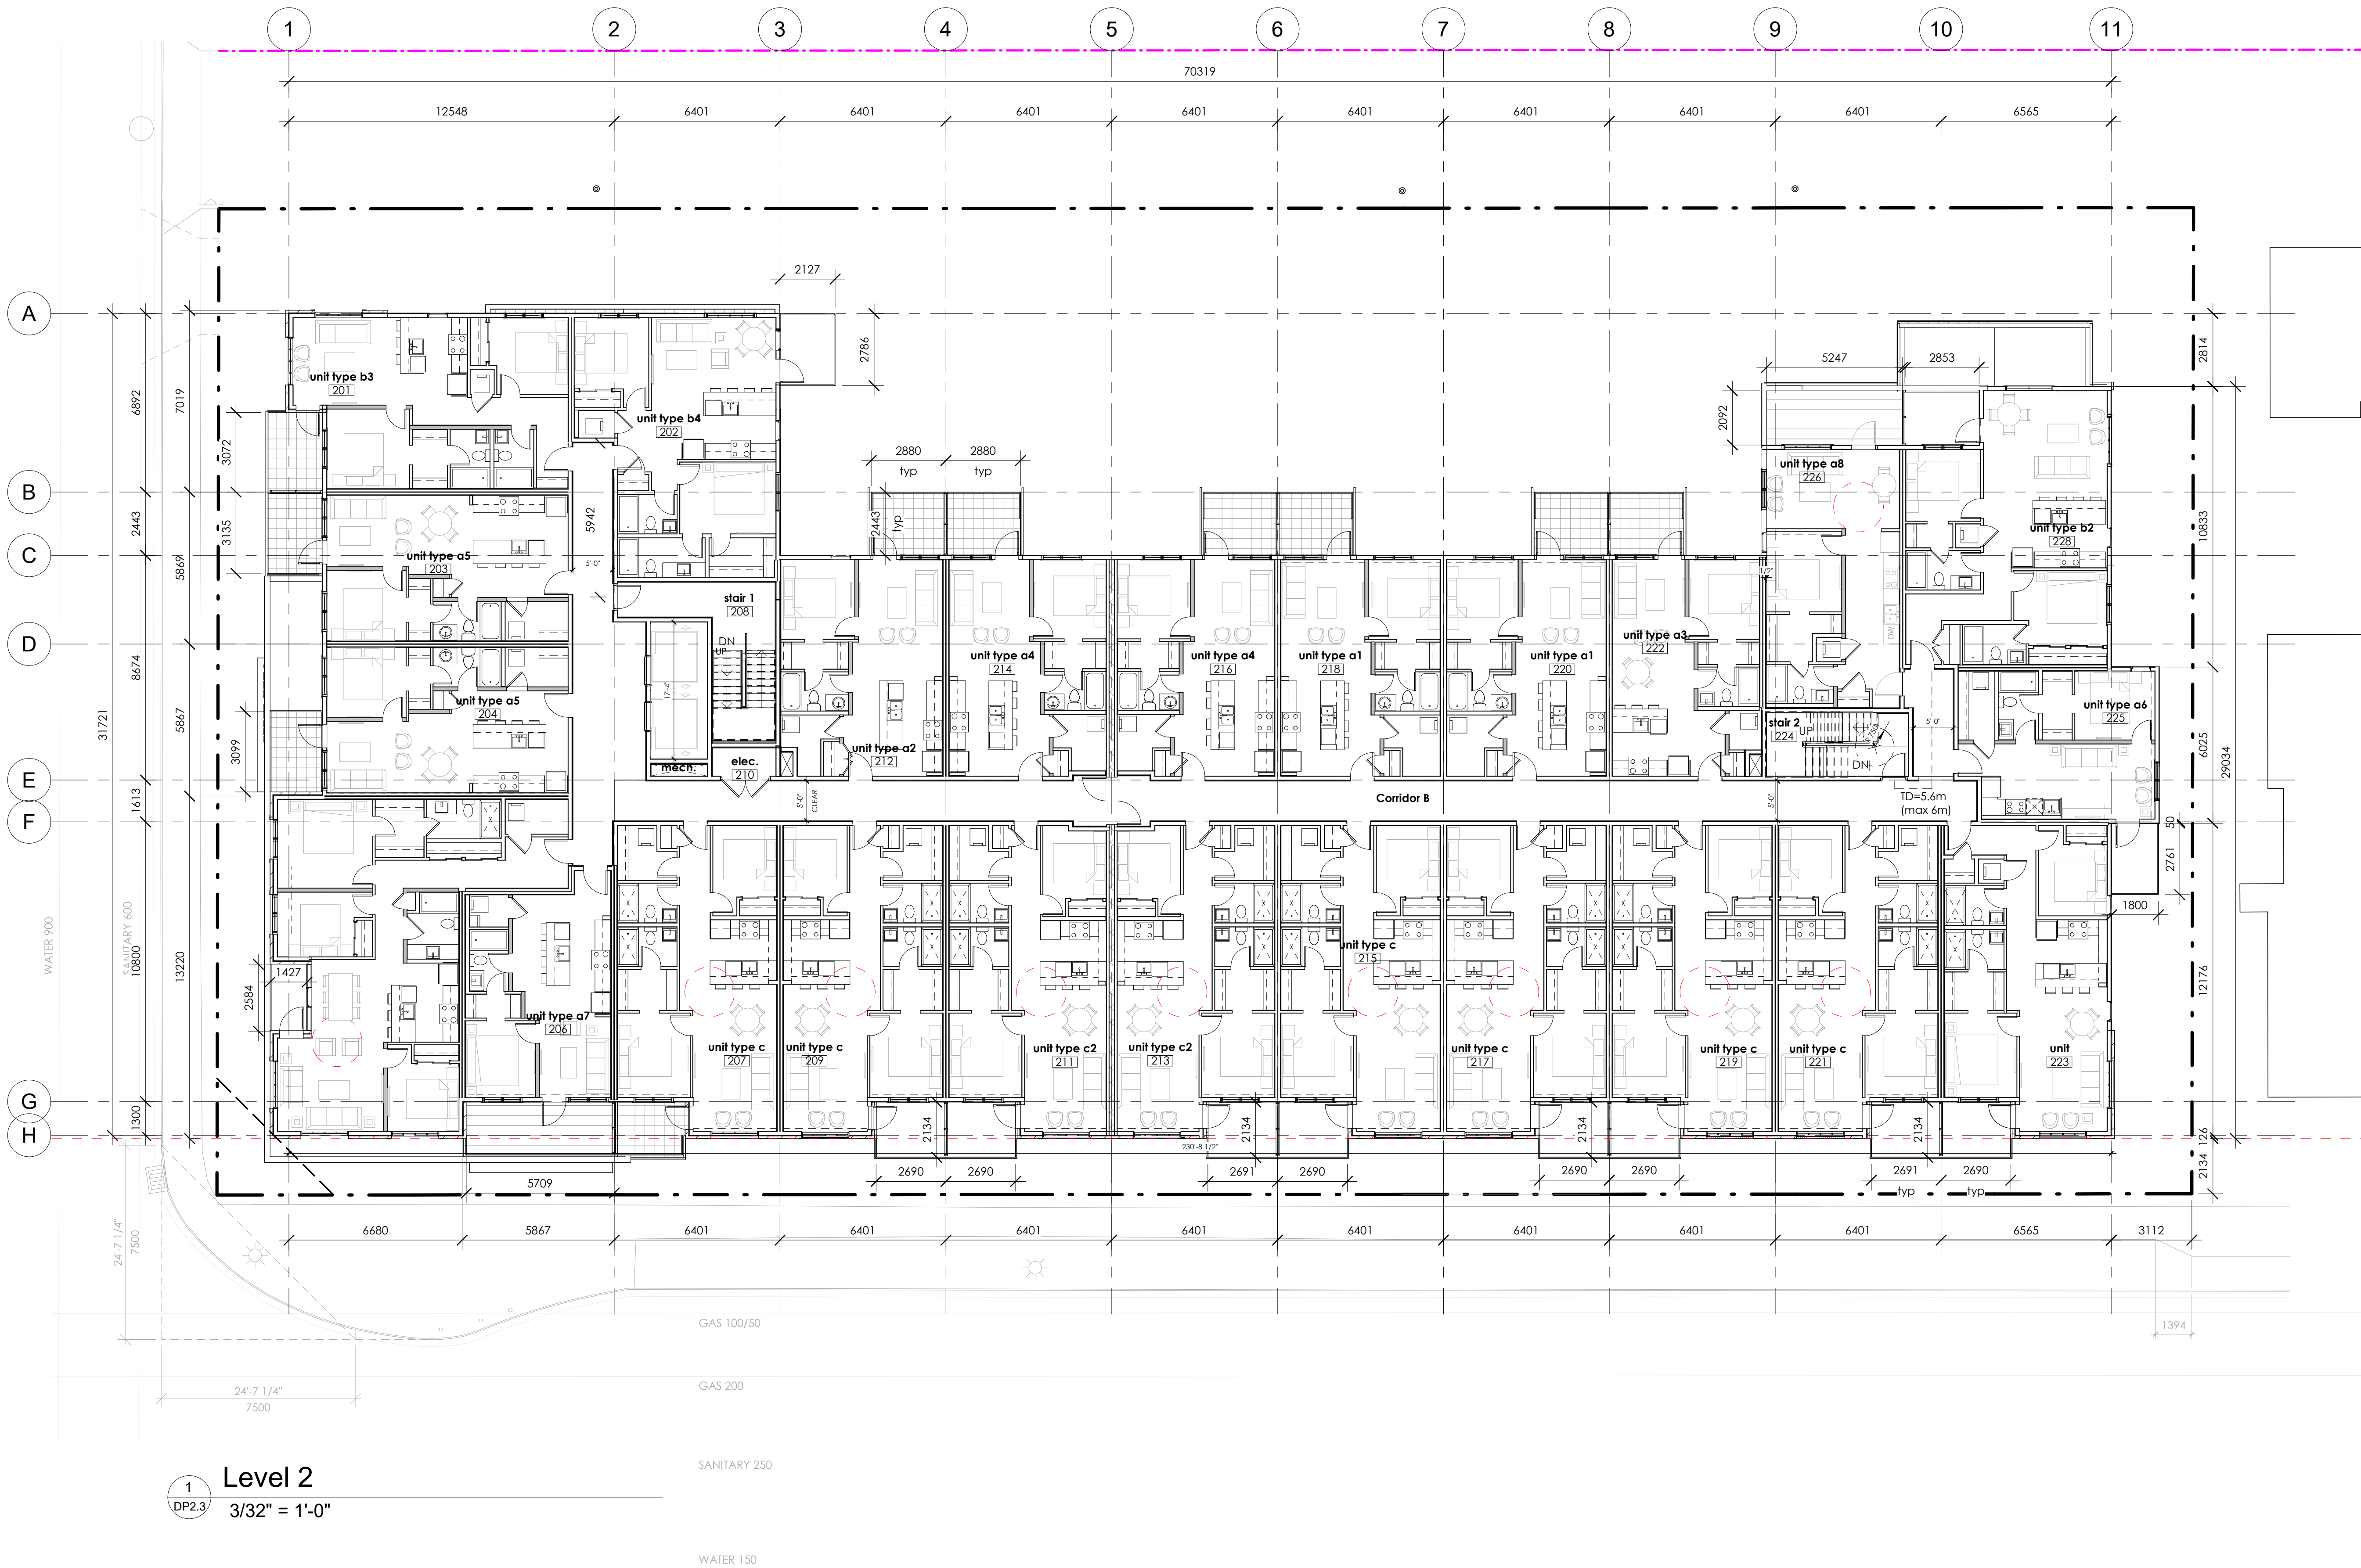 1 2 3 4 5 6 7 8 9 10 11
70319
12548 6401 6401 6401 6401 6401 6401 6401 6401 6565
2127
A
B
C
D
E
F
G
H
31721
6892
2443
8674
1613
10800
1300
7019
5869
5867
13220
3072
3135
3099
2584
1427
2786
5942
5'-0"
unit type b3
201
unit type b4
202
unit type a5
203
unit type a5
204
stair 1
208
DN
UP
17'-4"
mech.
elec.
210
5'-0"
CLEAR
2880 2880
typ typ
2443
typ
unit type a2
212
unit type a4
214
unit type a4
216
unit type a1
218
unit type a1
220
unit type a3
222
1/2"
5247 2853
2092
unit type a8
226
DW
unit type b2
228
stair 2
224
UP
DN
5'-0"
unit type a6
225
Corridor B
5'-0"
TD=5.6m
(max 6m)
2814
10833
6025
29034
50
2761
1800
12176
126
2134
unit type a7
206
unit type c
207
unit type c
209
unit type c2
211
unit type c2
213
unit type c
215
unit type c
217
unit type c
219
unit type c
221
unit
223
2134 2134 2134 2134
230'-8 1/2"
2690 2690 2691 2690 2690 2690 2691 2690
typ typ
5709
6680 5867 6401 6401 6401 6401 6401 6401 6401 6401 6565 3112
WATER 900
SANITARY 600
24'-7 1/4"
7500
24'-7 1/4"
7500
1394
GAS 100/50
GAS 200
SANITARY 250
WATER 150
1
DP2.3
Level 2
3/32" = 1'-0"